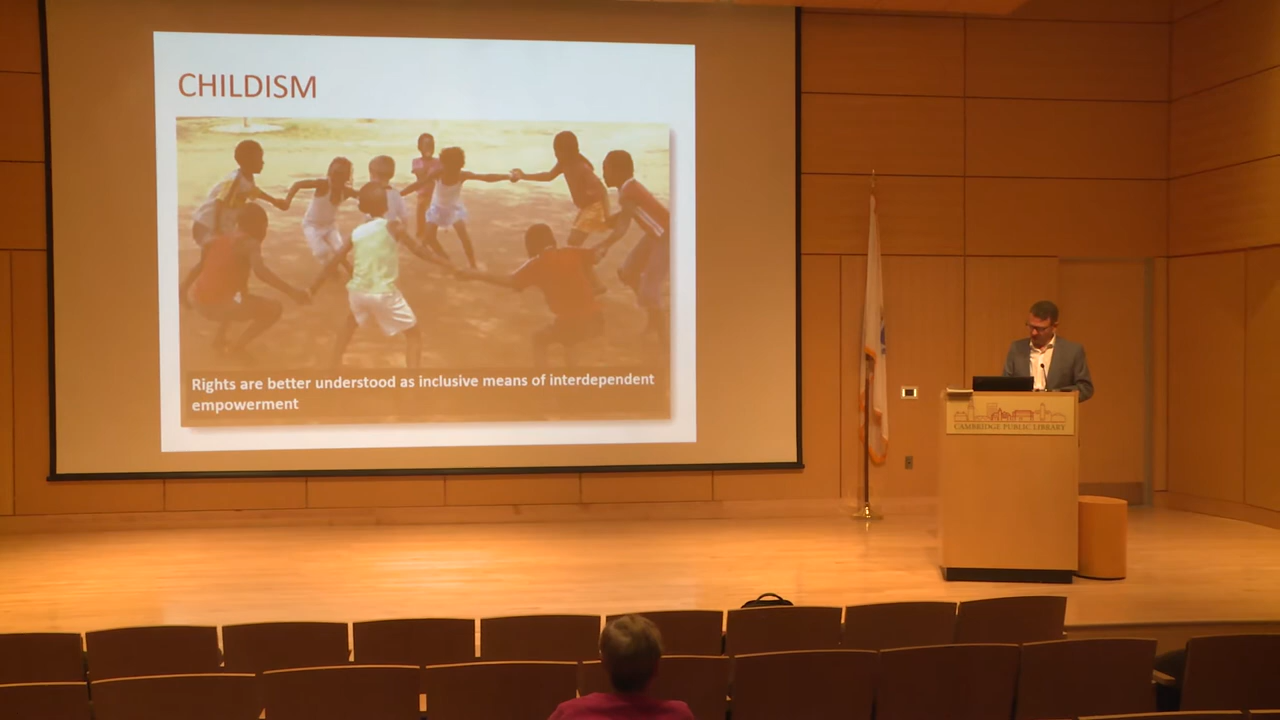 CHILDISM
Rights are better understood as inclusive means of interdependent
empowerment
CAMBRIDGE PUBLIC LIBRARY